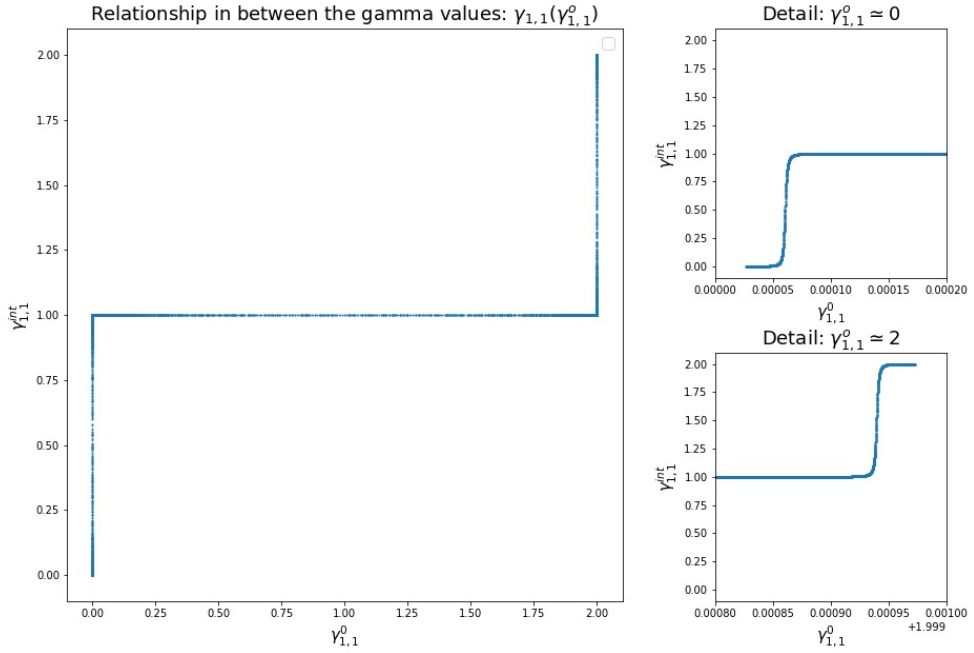 Relationship in between the gamma values: γ₁,₁(γᵒ₁,₁)
2.00
1.75
1.50
1.25
1.00
0.75
0.50
0.25
0.00
γⁱⁿᵗ₁,₁
0.00 0.25 0.50 0.75 1.00 1.25 1.50 1.75 2.00
γ⁰₁,₁
Detail: γᵒ₁,₁ ≃ 0
2.00
1.75
1.50
1.25
1.00
0.75
0.50
0.25
0.00
γⁱⁿᵗ₁,₁
0.00000 0.00005 0.00010 0.00015 0.00020
γ⁰₁,₁
Detail: γᵒ₁,₁ ≃ 2
2.00
1.75
1.50
1.25
1.00
0.75
0.50
0.25
0.00
γⁱⁿᵗ₁,₁
0.00080 0.00085 0.00090 0.00095 0.00100
+1.999
γ⁰₁,₁